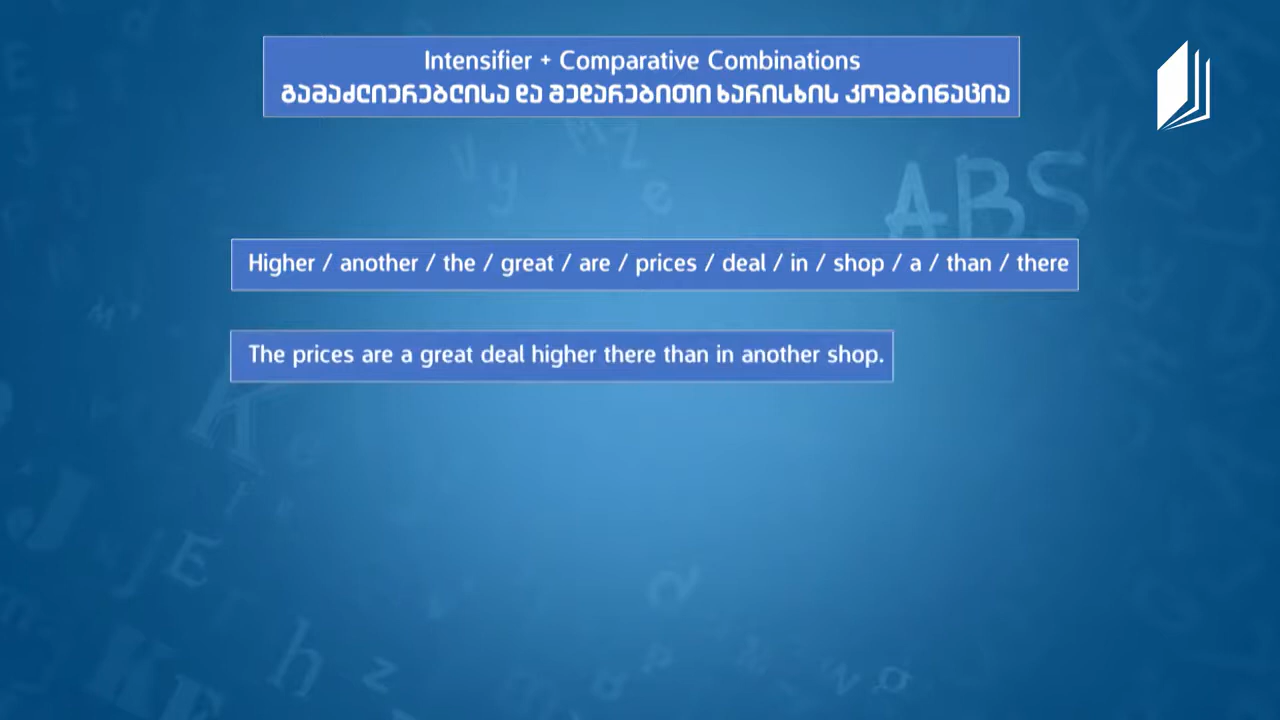 Intensifier + Comparative Combinations
გამაძლიერებლისა და შედარებითი ხარისხის კომბინაცია
Higher / another / the / great / are / prices / deal / in / shop / a / than / there
The prices are a great deal higher there than in another shop.